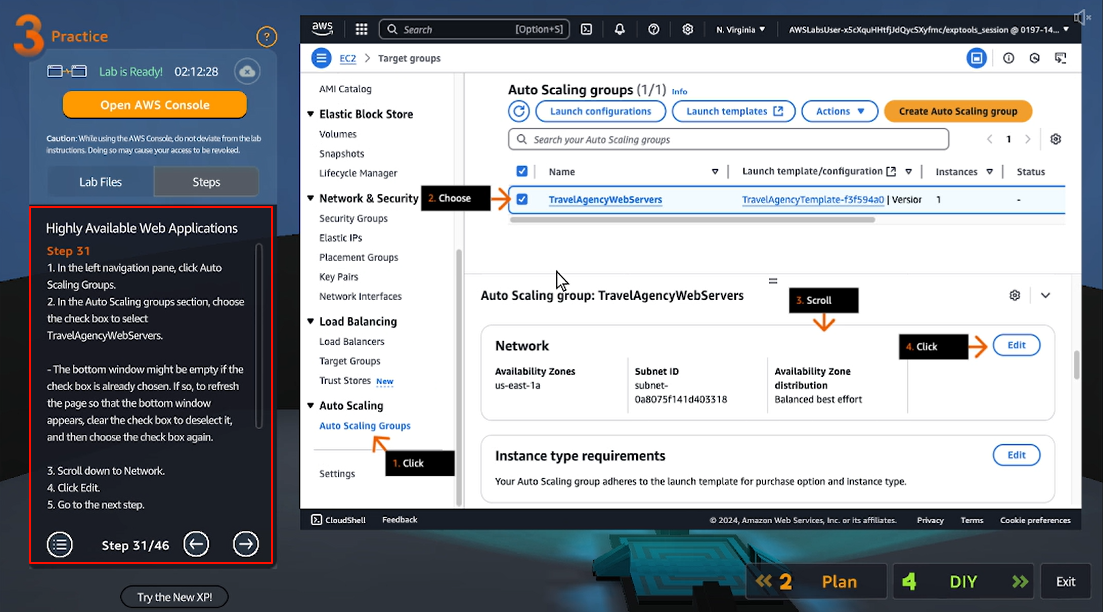 3 Practice
?
Lab is Ready! 02:12:28
Open AWS Console
Caution: While using the AWS Console, do not deviate from the lab
instructions. Doing so may cause your access to be revoked.
Lab Files
Steps
Highly Available Web Applications
Step 31
1. In the left navigation pane, click Auto
Scaling Groups.
2. In the Auto Scaling groups section, choose
the check box to select
TravelAgencyWebServers.
- The bottom window might be empty if the
check box is already chosen. If so, to refresh
the page so that the bottom window
appears, clear the check box to deselect it,
and then choose the check box again.
3. Scroll down to Network.
4. Click Edit.
5. Go to the next step.
Step 31/46
Try the New XP!
aws
Search [Option+S]
N. Virginia
AWSLabsUser-x5cXquHHtfjJdQycSXyfmc/exptools_session @ 0197-14...
EC2 > Target groups
AMI Catalog
Elastic Block Store
Volumes
Snapshots
Lifecycle Manager
Network & Security
Security Groups
Elastic IPs
Placement Groups
Key Pairs
Network Interfaces
Load Balancing
Load Balancers
Target Groups
Trust Stores New
Auto Scaling
Auto Scaling Groups
1. Click
Settings
Auto Scaling groups (1/1) Info
Launch configurations
Launch templates
Actions
Create Auto Scaling group
Search your Auto Scaling groups
1
Name
Launch template/configuration
Instances
Status
2. Choose
TravelAgencyWebServers
TravelAgencyTemplate-f3f594a0 | Version
1
-
Auto Scaling group: TravelAgencyWebServers
3. Scroll
Network
4. Click
Edit
Availability Zones
us-east-1a
Subnet ID
subnet-
0a8075f141d403318
Availability Zone
distribution
Balanced best effort
Instance type requirements
Edit
Your Auto Scaling group adheres to the launch template for purchase option and instance type.
CloudShell
Feedback
© 2024, Amazon Web Services, Inc. or its affiliates.
Privacy
Terms
Cookie preferences
2 Plan
4 DIY
Exit